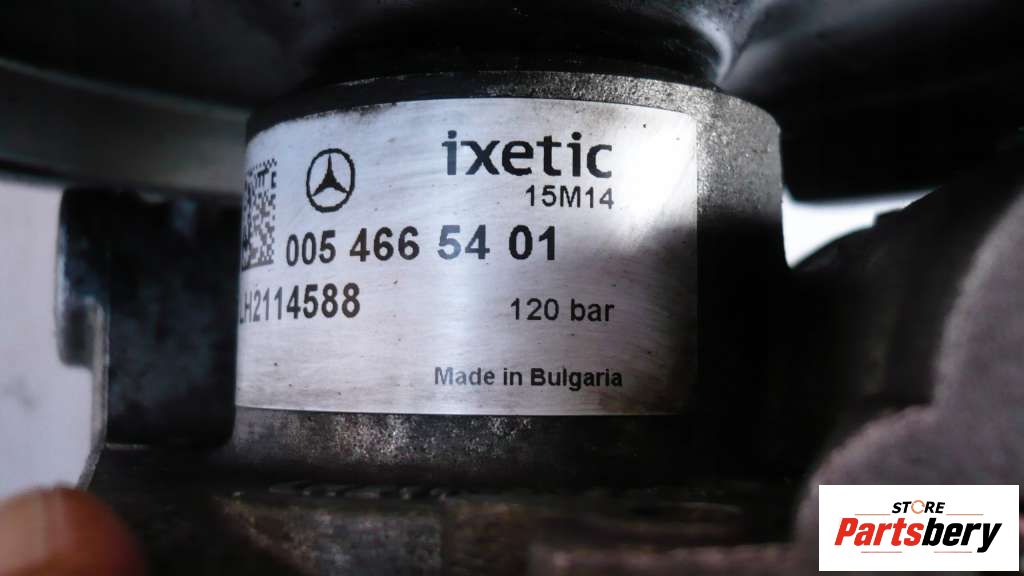 ixetic
15M14
005 466 54 01
LH2114588
120 bar
Made in Bulgaria
STORE
Partsbery